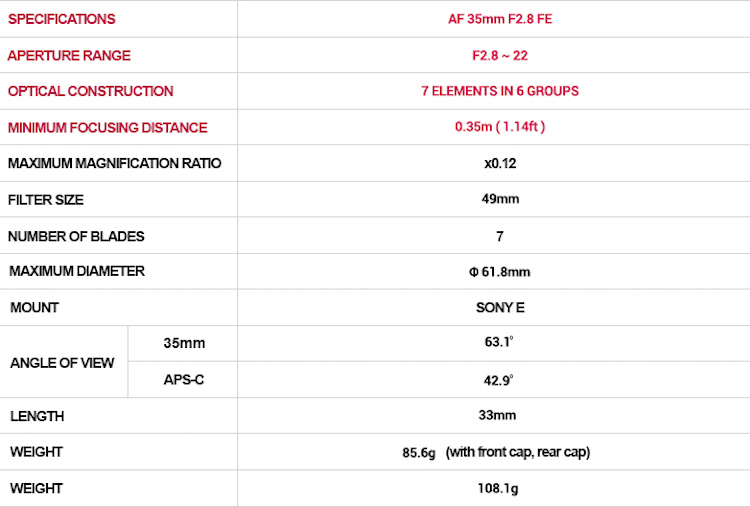 SPECIFICATIONS AF 35mm F2.8 FE
APERTURE RANGE F2.8 ~ 22
OPTICAL CONSTRUCTION 7 ELEMENTS IN 6 GROUPS
MINIMUM FOCUSING DISTANCE 0.35m ( 1.14ft )
MAXIMUM MAGNIFICATION RATIO x0.12
FILTER SIZE 49mm
NUMBER OF BLADES 7
MAXIMUM DIAMETER Φ 61.8mm
MOUNT SONY E
ANGLE OF VIEW 35mm 63.1°
APS-C 42.9°
LENGTH 33mm
WEIGHT 85.6g (with front cap, rear cap)
WEIGHT 108.1g